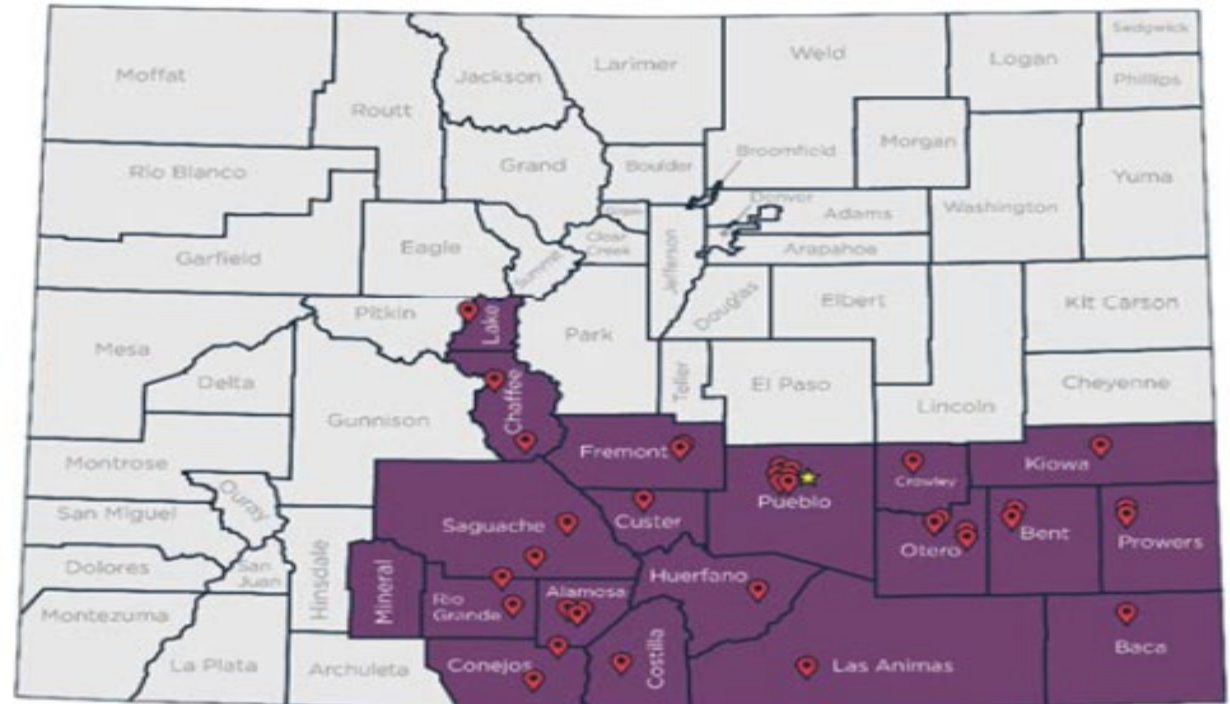 Moffat
Routt
Jackson
Larimer
Weld
Logan
Sedgwick
Phillips
Rio Blanco
Grand
Boulder
Broomfield
Morgan
Washington
Yuma
Garfield
Eagle
Summit
Clear
Creek
Jefferson
Denver
Adams
Arapahoe
Pitkin
Lake
Park
Douglas
Elbert
Kit Carson
Mesa
Delta
Gunnison
Chaffee
Teller
El Paso
Lincoln
Cheyenne
Montrose
Ouray
Fremont
Pueblo
Crowley
Kiowa
San Miguel
Saguache
Custer
Otero
Bent
Prowers
Dolores
San
Juan
Hinsdale
Mineral
Rio
Grande
Alamosa
Huerfano
Montezuma
La Plata
Archuleta
Conejos
Costilla
Las Animas
Baca